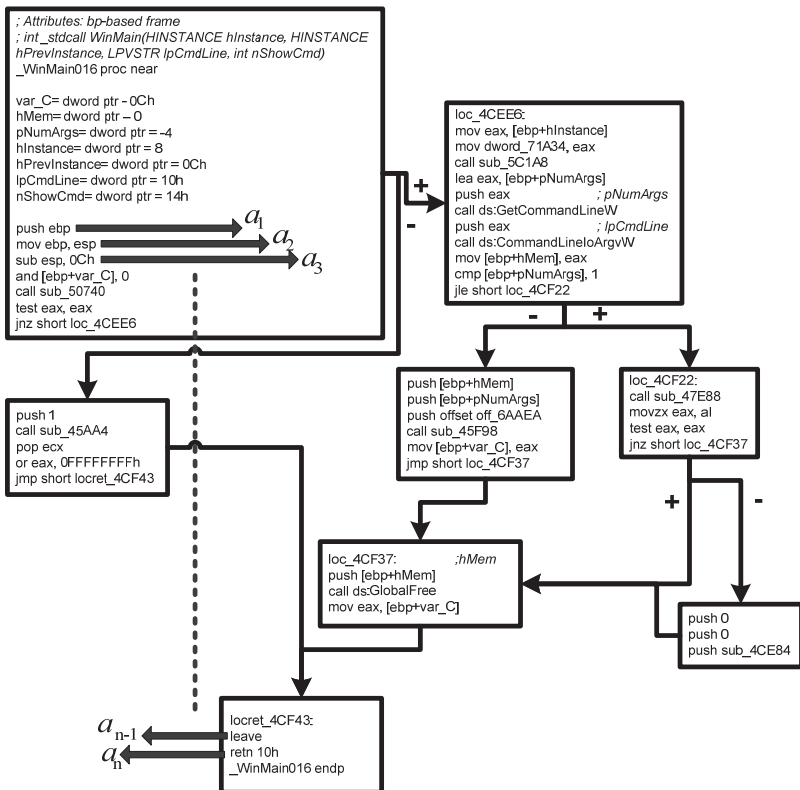 ; Attributes: bp-based frame
; int_stdcall WinMain(HINSTANCE hInstance, HINSTANCE
hPrevInstance, LPVSTR lpCmdLine, int nShowCmd)
_WinMain016 proc near
var_C= dword ptr - 0Ch
hMem= dword ptr – 0
pNumArgs= dword ptr = -4
hInstance= dword ptr = 8
hPrevInstance= dword ptr = 0Ch
lpCmdLine= dword ptr = 10h
nShowCmd= dword ptr = 14h
push ebp a1
mov ebp, esp a2
sub esp, 0Ch a3
and [ebp+var_C], 0
call sub_50740
test eax, eax
jnz short loc_4CEE6
+
-
loc_4CEE6:
mov eax, [ebp+hInstance]
mov dword_71A34, eax
call sub_5C1A8
lea eax, [ebp+pNumArgs]
push eax ; pNumArgs
call ds:GetCommandLineW
push eax ; lpCmdLine
call ds:CommandLineIoArgvW
mov [ebp+hMem], eax
cmp [ebp+pNumArgs], 1
jle short loc_4CF22
- +
push 1
call sub_45AA4
pop ecx
or eax, 0FFFFFFFFh
jmp short locret_4CF43
push [ebp+hMem]
push [ebp+pNumArgs]
push offset off_6AAEA
call sub_45F98
mov [ebp+var_C], eax
jmp short loc_4CF37
loc_4CF22:
call sub_47E88
movzx eax, al
test eax, eax
jnz short loc_4CF37
+ -
loc_4CF37: ;hMem
push [ebp+hMem]
call ds:GlobalFree
mov eax, [ebp+var_C]
push 0
push 0
push sub_4CE84
locret_4CF43:
an-1 leave
an retn 10h
_WinMain016 endp